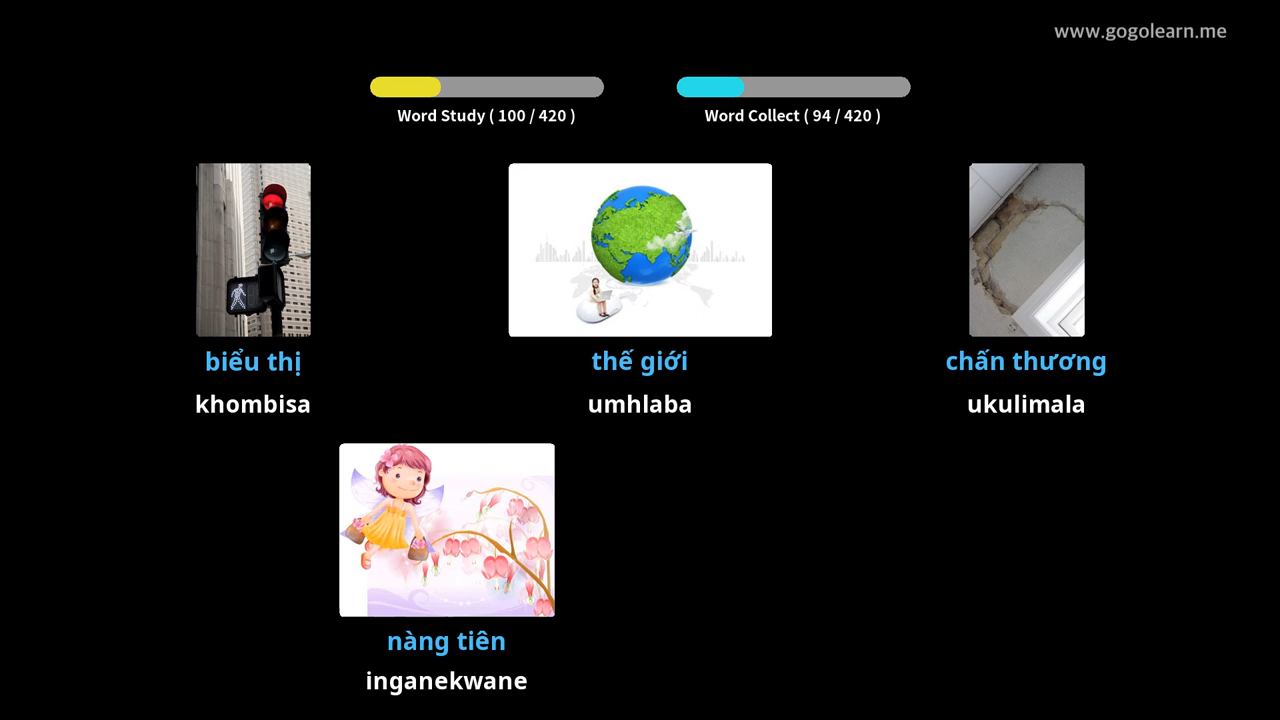 www.gogolearn.me
Word Study ( 100 / 420 )
Word Collect ( 94 / 420 )
biểu thị
khombisa
thế giới
umhlaba
chấn thương
ukulimala
nàng tiên
inganekwane